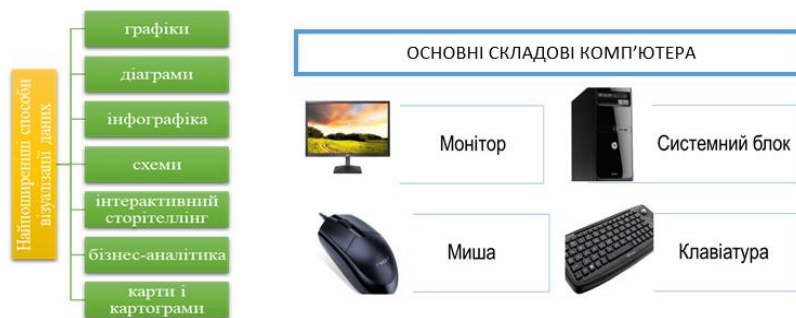 Найпоширеніші способи
візуалізації даних
графіки
діаграми
інфографіка
схеми
інтерактивний
сторітеллінг
бізнес-аналітика
карти і
картограми
ОСНОВНІ СКЛАДОВІ КОМП'ЮТЕРА
Монітор
Системний блок
Миша
Клавіатура